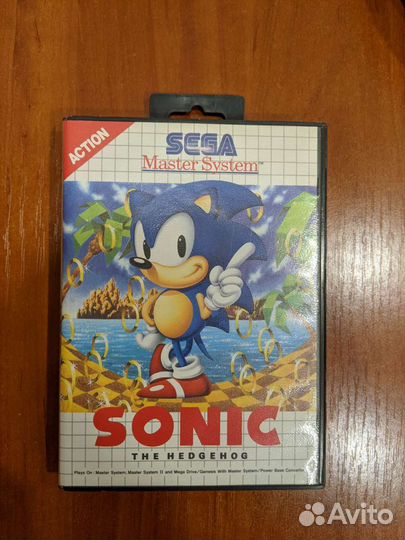 ACTION
SEGA
Master System™
SONIC
THE HEDGEHOG
Plays On: Master System, Master System II and Mega Drive/Genesis With Master System/Power Base Converter
Avito